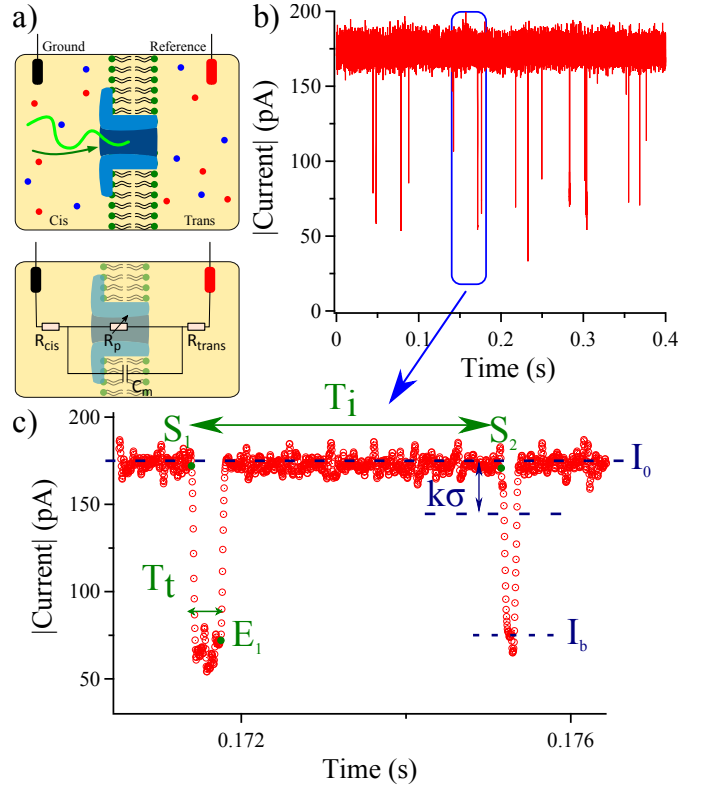 a)
Ground
Reference
Cis
Trans
R_cis
R_p
R_trans
C_m
b)
|Current| (pA)
200
150
100
50
0
0
0.1
0.2
0.3
0.4
Time (s)
c)
|Current| (pA)
200
150
100
50
T_i
S_1
S_2
I_0
kσ
T_t
E_1
I_b
0.172
0.176
Time (s)